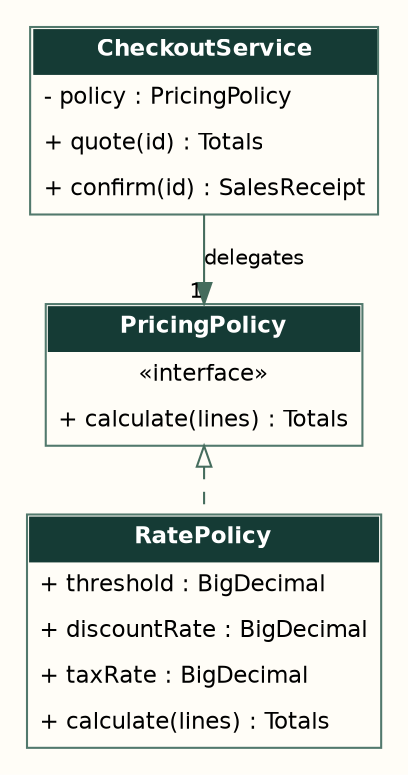 CheckoutService
- policy : PricingPolicy
+ quote(id) : Totals
+ confirm(id) : SalesReceipt
delegates
1
PricingPolicy
«interface»
+ calculate(lines) : Totals
RatePolicy
+ threshold : BigDecimal
+ discountRate : BigDecimal
+ taxRate : BigDecimal
+ calculate(lines) : Totals